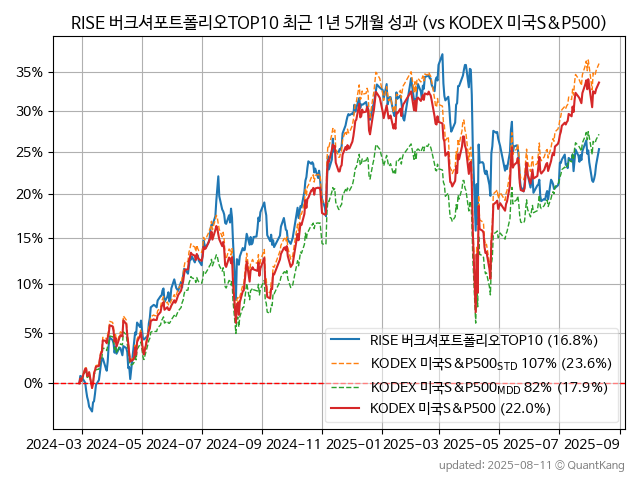 RISE 버크셔포트폴리오TOP10 최근 1년 5개월 성과 (vs KODEX 미국S&P500)
35%
30%
25%
20%
15%
10%
5%
0%
RISE 버크셔포트폴리오TOP10 (16.8%)
KODEX 미국S&P500STD 107% (23.6%)
KODEX 미국S&P500MDD 82% (17.9%)
KODEX 미국S&P500 (22.0%)
2024-03 2024-05 2024-07 2024-09 2024-11 2025-01 2025-03 2025-05 2025-07 2025-09
updated: 2025-08-11 © QuantKang